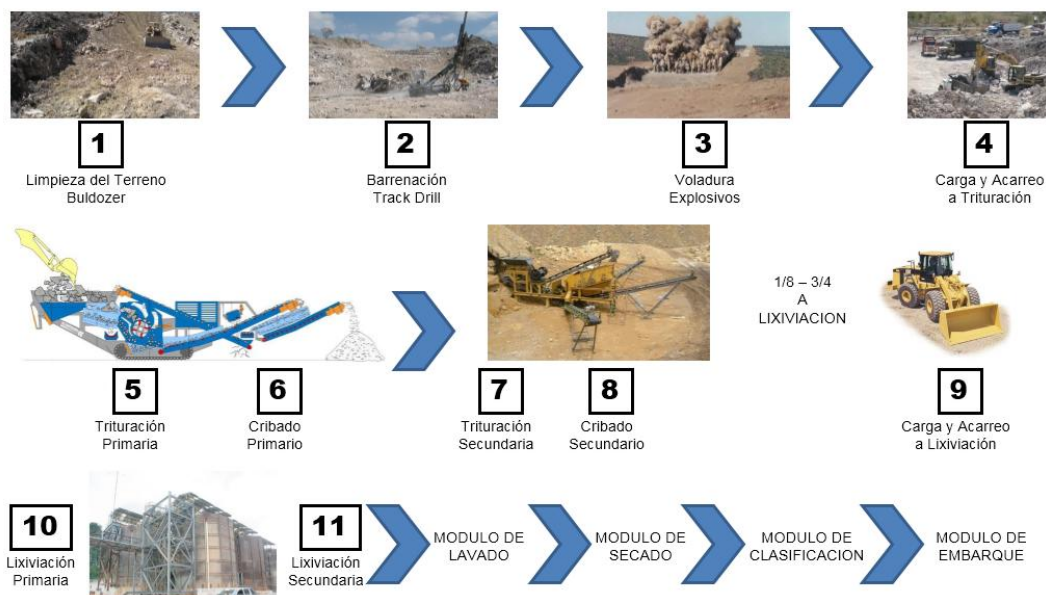 1
Limpieza del Terreno
Buldozer
2
Barrenación
Track Drill
3
Voladura
Explosivos
4
Carga y Acarreo
a Trituración
5
Trituración
Primaria
6
Cribado
Primario
7
Trituración
Secundaria
8
Cribado
Secundario
1/8 – 3/4
A
LIXIVIACION
9
Carga y Acarreo
a Lixiviación
10
Lixiviación
Primaria
11
Lixiviación
Secundaria
MODULO DE
LAVADO
MODULO DE
SECADO
MODULO DE
CLASIFICACION
MODULO DE
EMBARQUE